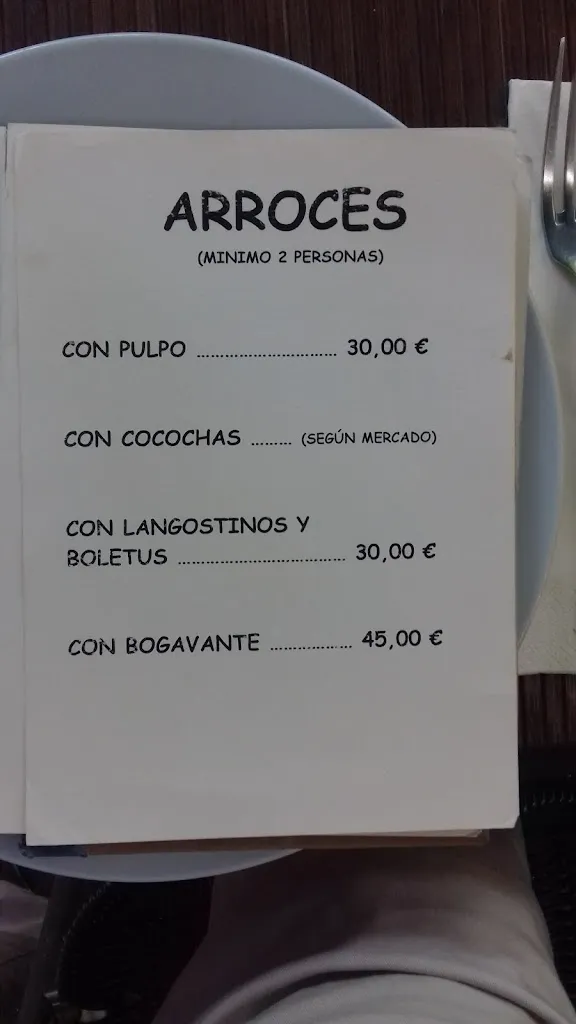 ARROCES
(MINIMO 2 PERSONAS)
CON PULPO .............................. 30,00 €
CON COCOCHAS ......... (SEGÚN MERCADO)
CON LANGOSTINOS Y
BOLETUS .................................... 30,00 €
CON BOGAVANTE .................. 45,00 €